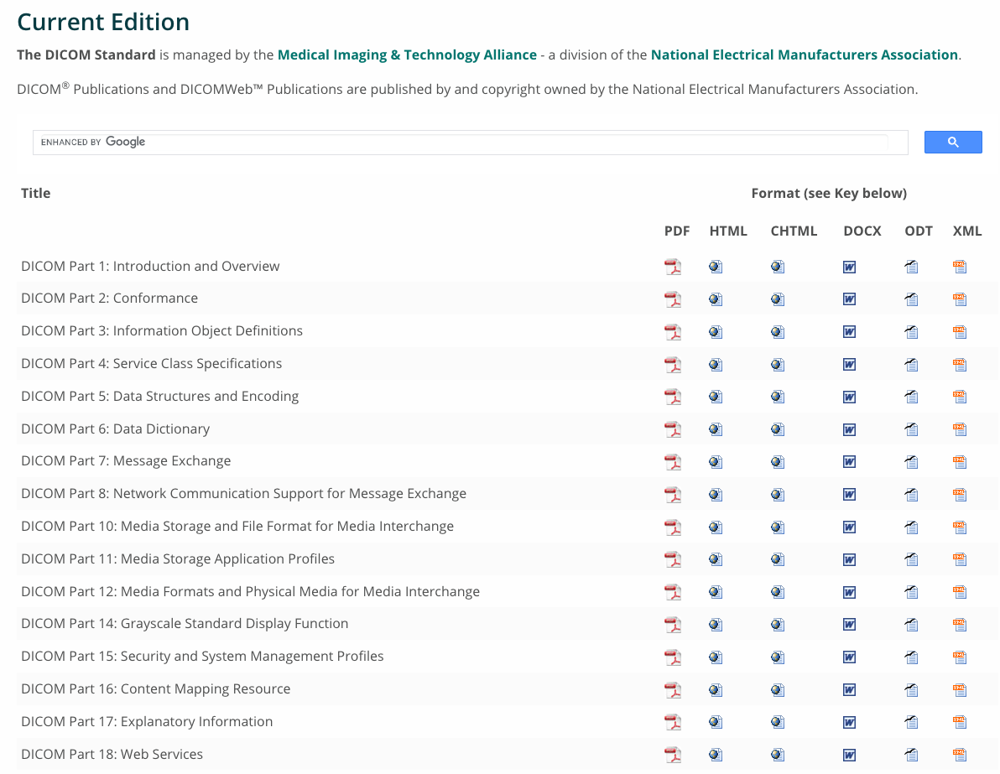 Current Edition
The DICOM Standard is managed by the Medical Imaging & Technology Alliance - a division of the National Electrical Manufacturers Association.
DICOM® Publications and DICOMWeb™ Publications are published by and copyright owned by the National Electrical Manufacturers Association.
ENHANCED BY Google
Title Format (see Key below)
PDF HTML CHTML DOCX ODT XML
DICOM Part 1: Introduction and Overview
DICOM Part 2: Conformance
DICOM Part 3: Information Object Definitions
DICOM Part 4: Service Class Specifications
DICOM Part 5: Data Structures and Encoding
DICOM Part 6: Data Dictionary
DICOM Part 7: Message Exchange
DICOM Part 8: Network Communication Support for Message Exchange
DICOM Part 10: Media Storage and File Format for Media Interchange
DICOM Part 11: Media Storage Application Profiles
DICOM Part 12: Media Formats and Physical Media for Media Interchange
DICOM Part 14: Grayscale Standard Display Function
DICOM Part 15: Security and System Management Profiles
DICOM Part 16: Content Mapping Resource
DICOM Part 17: Explanatory Information
DICOM Part 18: Web Services